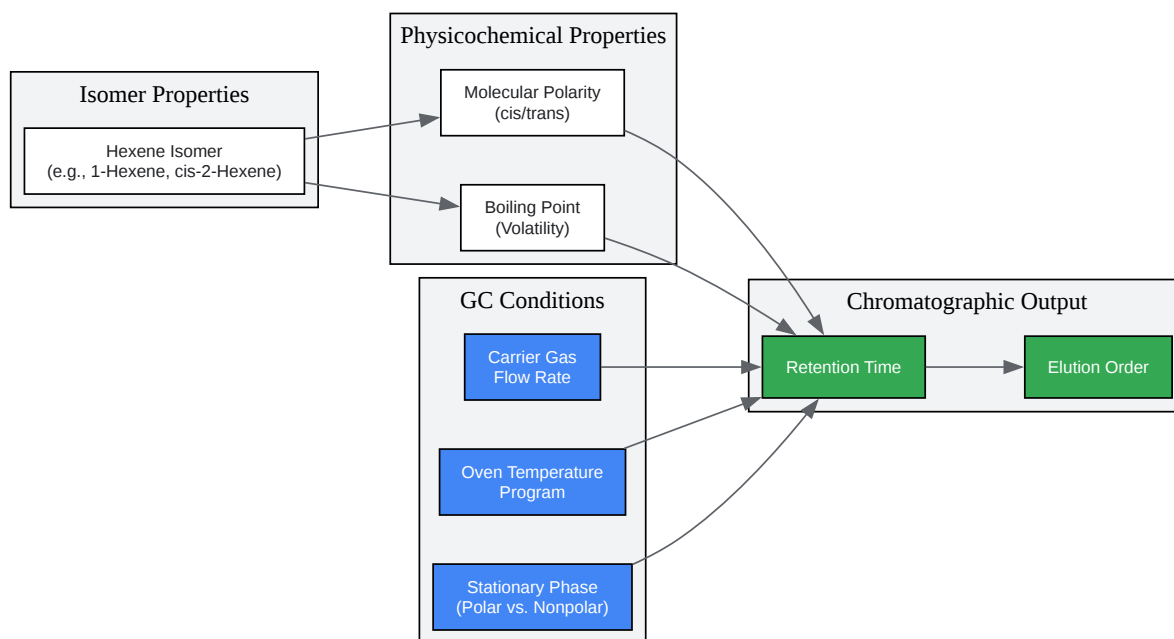 Isomer Properties
Hexene Isomer
(e.g., 1-Hexene, cis-2-Hexene)
Physicochemical Properties
Molecular Polarity
(cis/trans)
Boiling Point
(Volatility)
GC Conditions
Carrier Gas
Flow Rate
Oven Temperature
Program
Stationary Phase
(Polar vs. Nonpolar)
Chromatographic Output
Retention Time
Elution Order